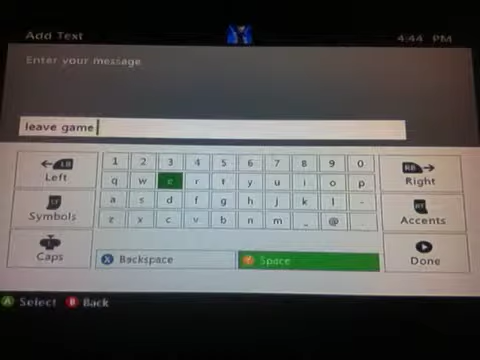 Add Text
4:44 PM
Enter your message
leave game
LB
Left
1 2 3 4 5 6 7 8 9 0
RB
Right
q w e r t y u i o p
LT
Symbols
a s d f g h j k l -
RT
Accents
z x c v b n m _ @ .
Caps
X Backspace
Y Space
Done
A Select B Back